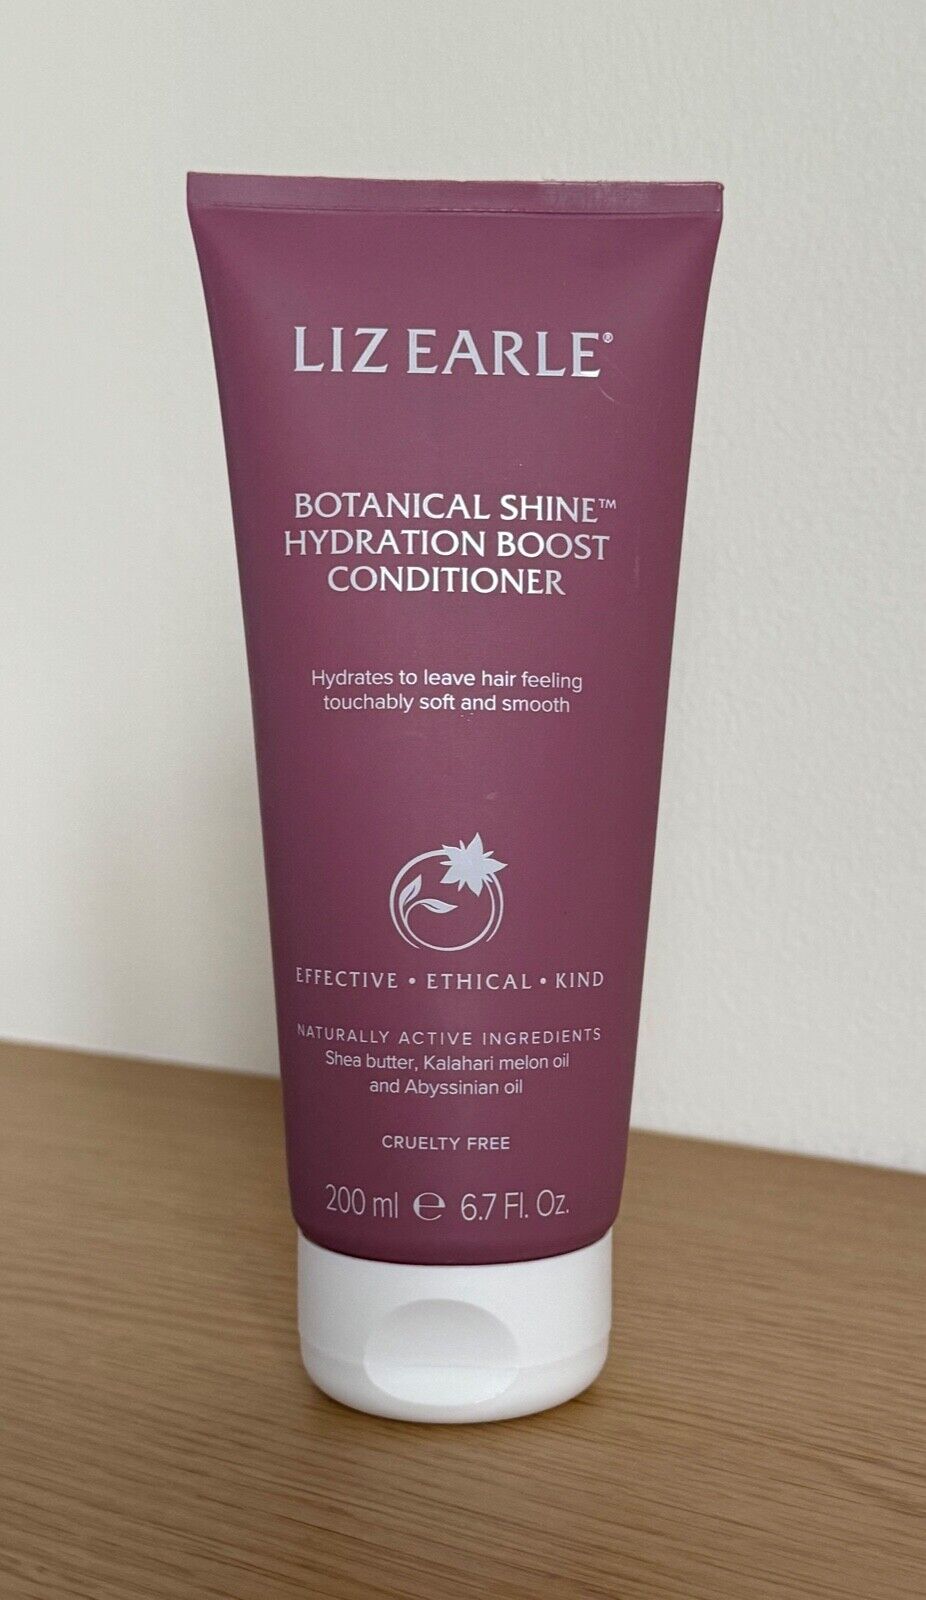 LIZ EARLE®
BOTANICAL SHINE™
HYDRATION BOOST
CONDITIONER
Hydrates to leave hair feeling
touchably soft and smooth
EFFECTIVE • ETHICAL • KIND
NATURALLY ACTIVE INGREDIENTS
Shea butter, Kalahari melon oil
and Abyssinian oil
CRUELTY FREE
200 ml ℮ 6.7 Fl. Oz.